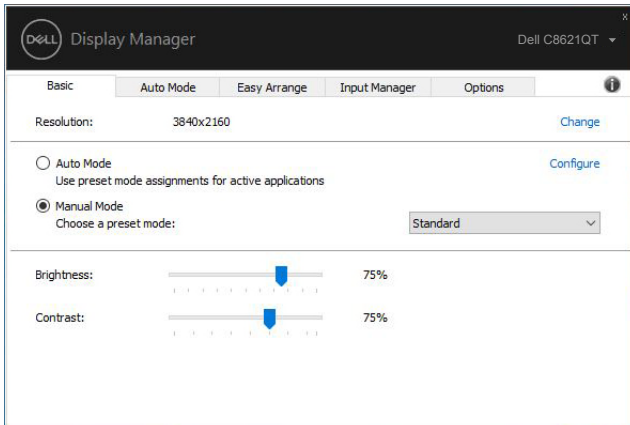 DELL Display Manager
Dell C8621QT
x
Basic
Auto Mode
Easy Arrange
Input Manager
Options
i
Resolution: 3840x2160 Change
Auto Mode Configure
Use preset mode assignments for active applications
Manual Mode
Choose a preset mode: Standard
Brightness: 75%
Contrast: 75%